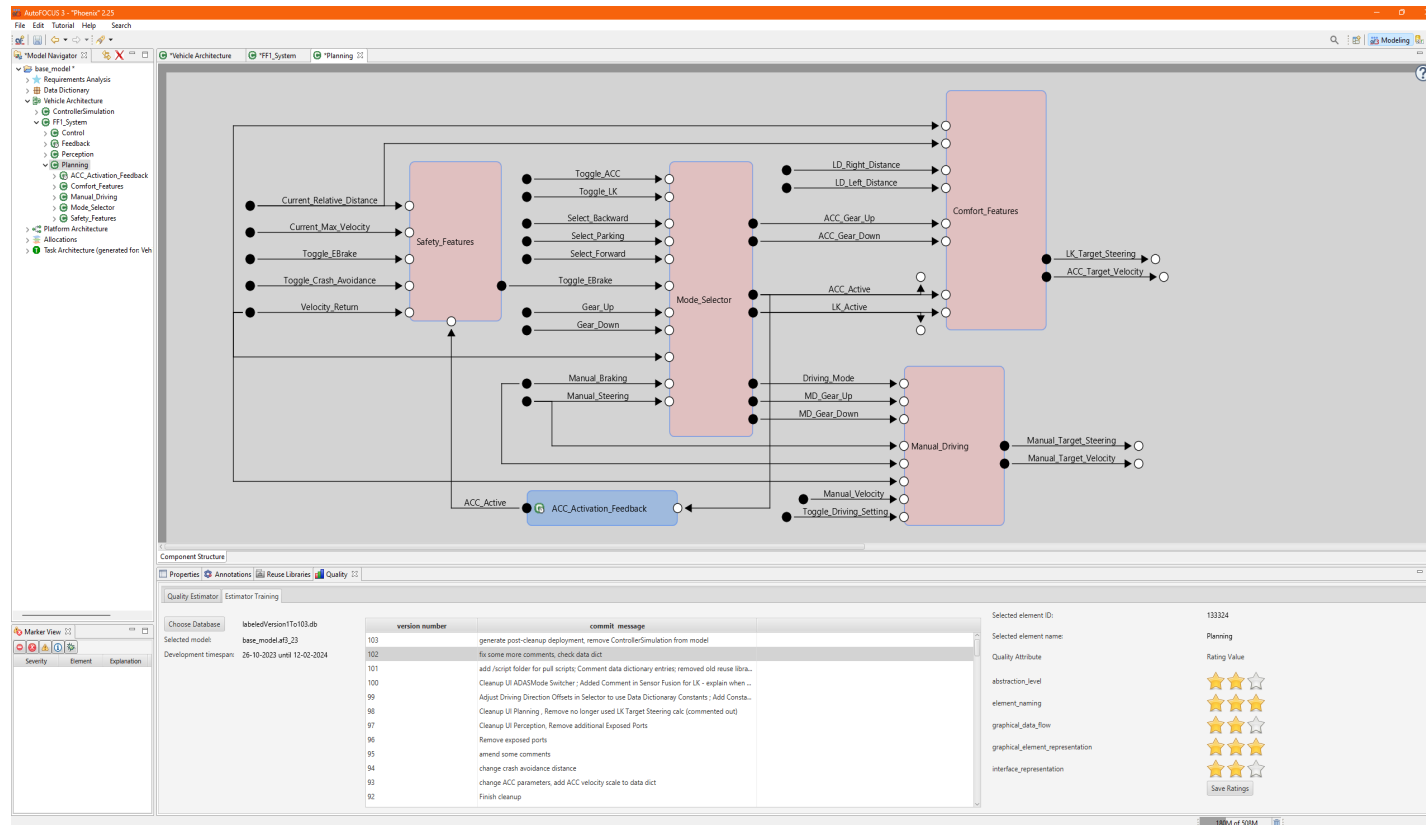 AutoFOCUS 3 - "Phoenix" 2.25
File Edit Tutorial Help Search
Modeling
*Model Navigator
base_model *
Requirements Analysis
Data Dictionary
Vehicle Architecture
ControllerSimulation
FF1_System
Control
Feedback
Perception
Planning
ACC_Activation_Feedback
Comfort_Features
Manual_Driving
Mode_Selector
Safety_Features
Platform Architecture
Allocations
Task Architecture (generated for: Veh
*Vehicle Architecture
*FF1_System
*Planning
Current_Relative_Distance
Current_Max_Velocity
Toggle_EBrake
Toggle_Crash_Avoidance
Velocity_Return
Safety_Features
Toggle_EBrake
Toggle_ACC
Toggle_LK
Select_Backward
Select_Parking
Select_Forward
Gear_Up
Gear_Down
Manual_Braking
Manual_Steering
Mode_Selector
LD_Right_Distance
LD_Left_Distance
ACC_Gear_Up
ACC_Gear_Down
ACC_Active
LK_Active
Comfort_Features
LK_Target_Steering
ACC_Target_Velocity
Driving_Mode
MD_Gear_Up
MD_Gear_Down
Manual_Driving
Manual_Target_Steering
Manual_Target_Velocity
Manual_Velocity
Toggle_Driving_Setting
ACC_Active
ACC_Activation_Feedback
Component Structure
Properties Annotations Reuse Libraries Quality
Quality Estimator Estimator Training
Choose Database labeledVersion1To103.db
Selected model: base_model.af3_23
Development timespan: 26-10-2023 until 12-02-2024
version number commit_message
103 generate post-cleanup deployment, remove ControllerSimulation from model
102 fix some more comments, check data dict
101 add /script folder for pull scripts; Comment data dictionary entries; removed old reuse libra...
100 Cleanup UI ADASMode Switcher ; Added Comment in Sensor Fusion for LK - explain when ...
99 Adjust Driving Direction Offsets in Selector to use Data Dictionaray Constants ; Add Consta...
98 Cleanup UI Planning , Remove no longer used LK Target Steering calc (commented out)
97 Cleanup UI Perception, Remove additional Exposed Ports
96 Remove exposed ports
95 amend some comments
94 change crash avoidance distance
93 change ACC parameters, add ACC velocity scale to data dict
92 Finish cleanup
Selected element ID: 133324
Selected element name: Planning
Quality Attribute Rating Value
abstraction_level
element_naming
graphical_data_flow
graphical_element_representation
interface_representation
Save Ratings
Marker View
Severity Element Explanation
180M of 508M